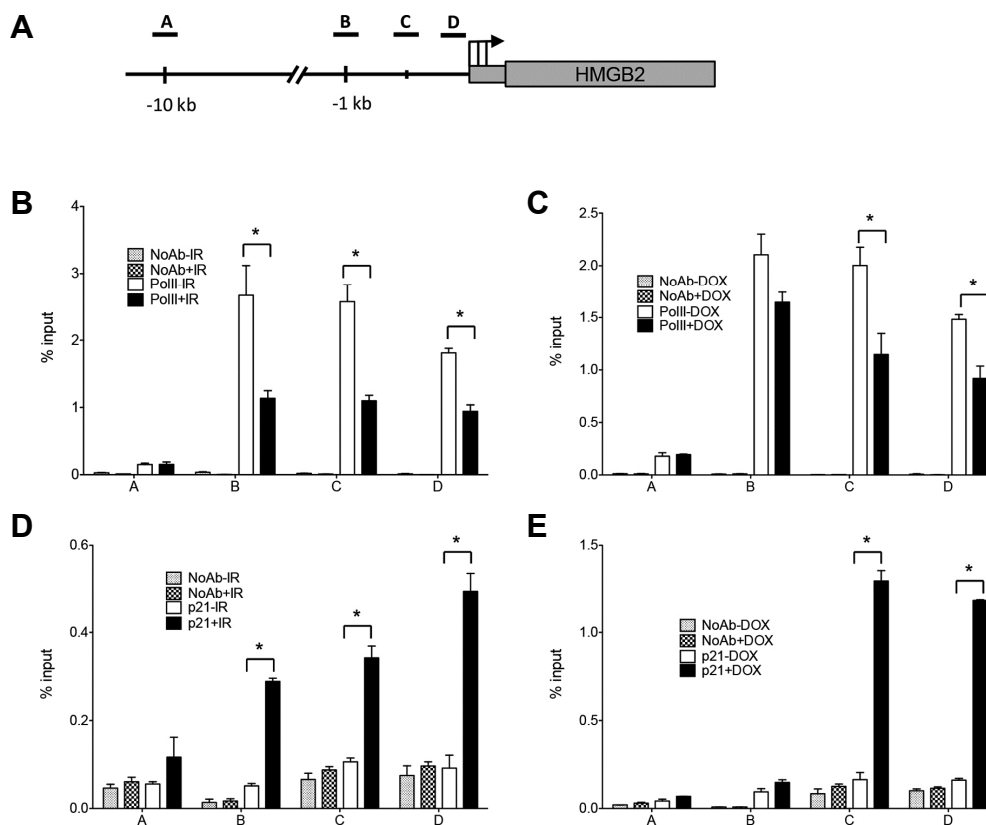 A
A B C D
HMGB2
-10 kb -1 kb
B
4
3
2
1
0
% input
NoAb-IR
NoAb+IR
PolII-IR
PolII+IR
* * *
A B C D
C
2.5
2.0
1.5
1.0
0.5
0.0
% input
NoAb-DOX
NoAb+DOX
PolII-DOX
PolII+DOX
* *
A B C D
D
0.6
0.4
0.2
0.0
% input
NoAb-IR
NoAb+IR
p21-IR
p21+IR
* * *
A B C D
E
1.5
1.0
0.5
0.0
% input
NoAb-DOX
NoAb+DOX
p21-DOX
p21+DOX
* *
A B C D